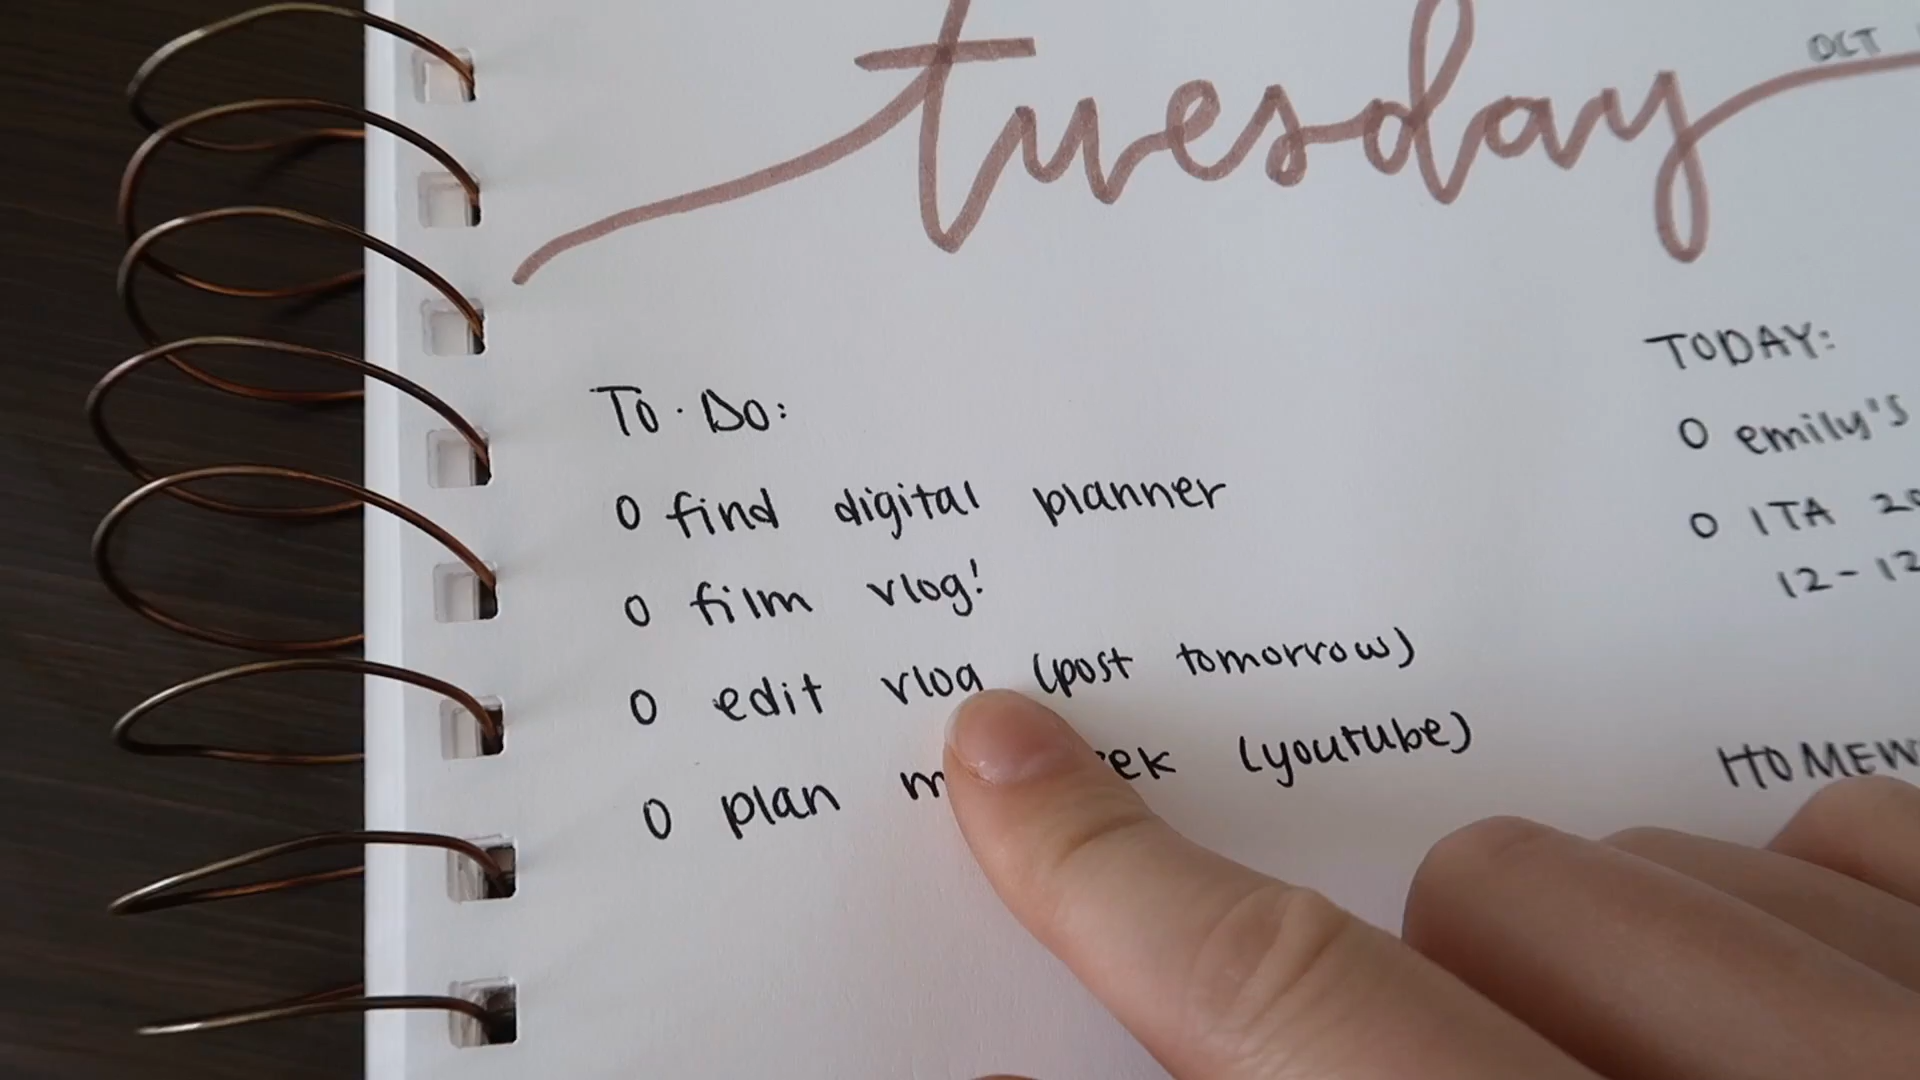 tuesday
OCT
To·Do:
O find digital planner
O film vlog!
O edit vlog (post tomorrow)
O plan (youtube)
TODAY:
O emily's
O ITA
12-12